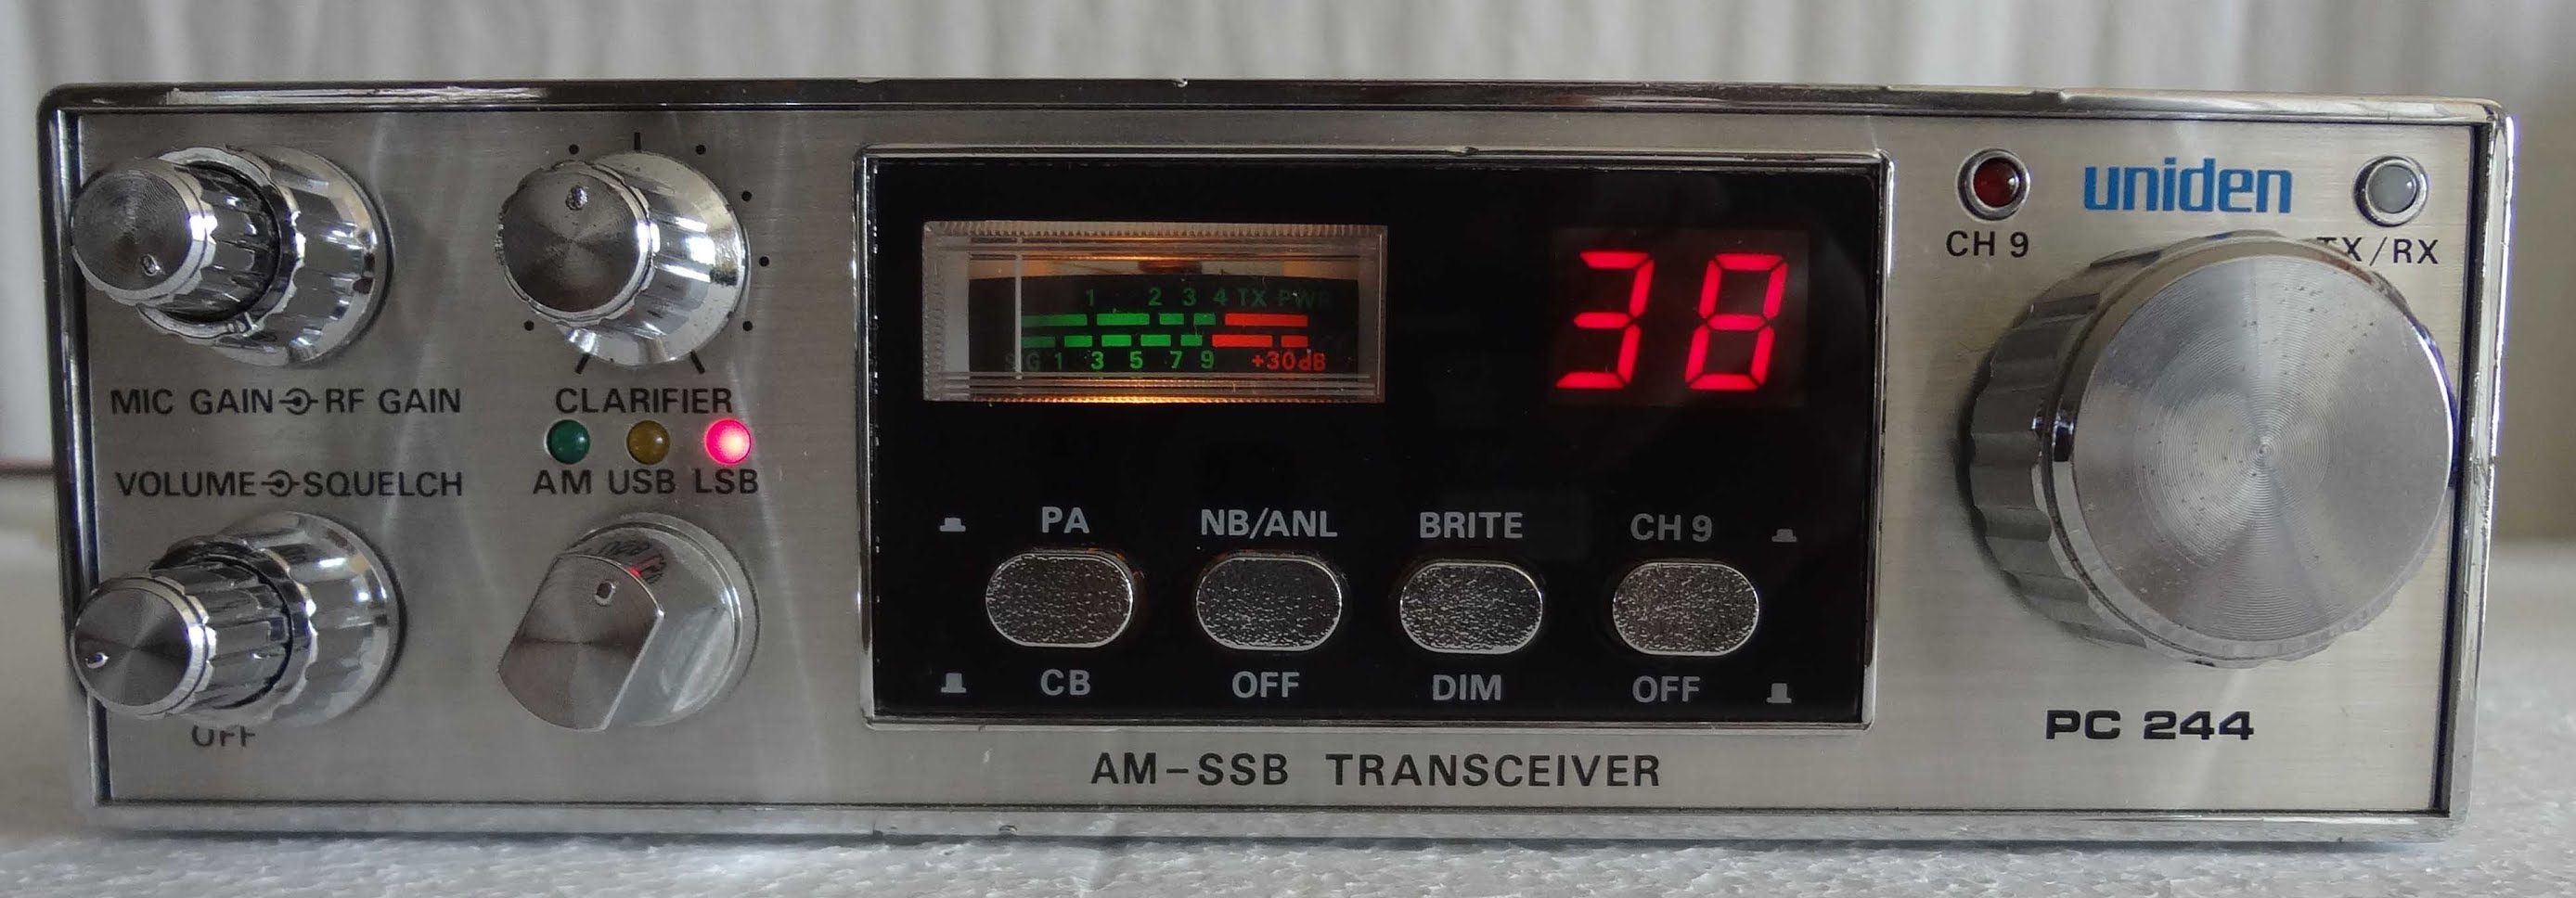 MIC GAIN RF GAIN
VOLUME SQUELCH
OFF
CLARIFIER
AM USB LSB
1 2 3 4 TX PWR
SIG 1 3 5 7 9 +30dB
38
PA NB/ANL BRITE CH 9
CB OFF DIM OFF
AM-SSB TRANSCEIVER
CH 9
uniden
TX/RX
PC 244